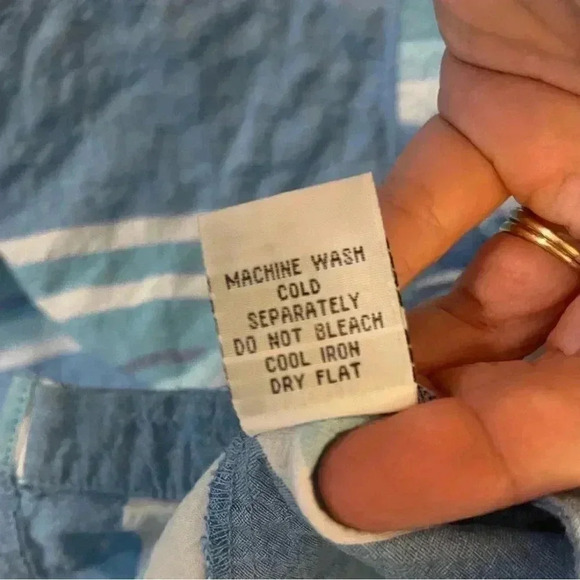 MACHINE WASH
COLD
SEPARATELY
DO NOT BLEACH
COOL IRON
DRY FLAT